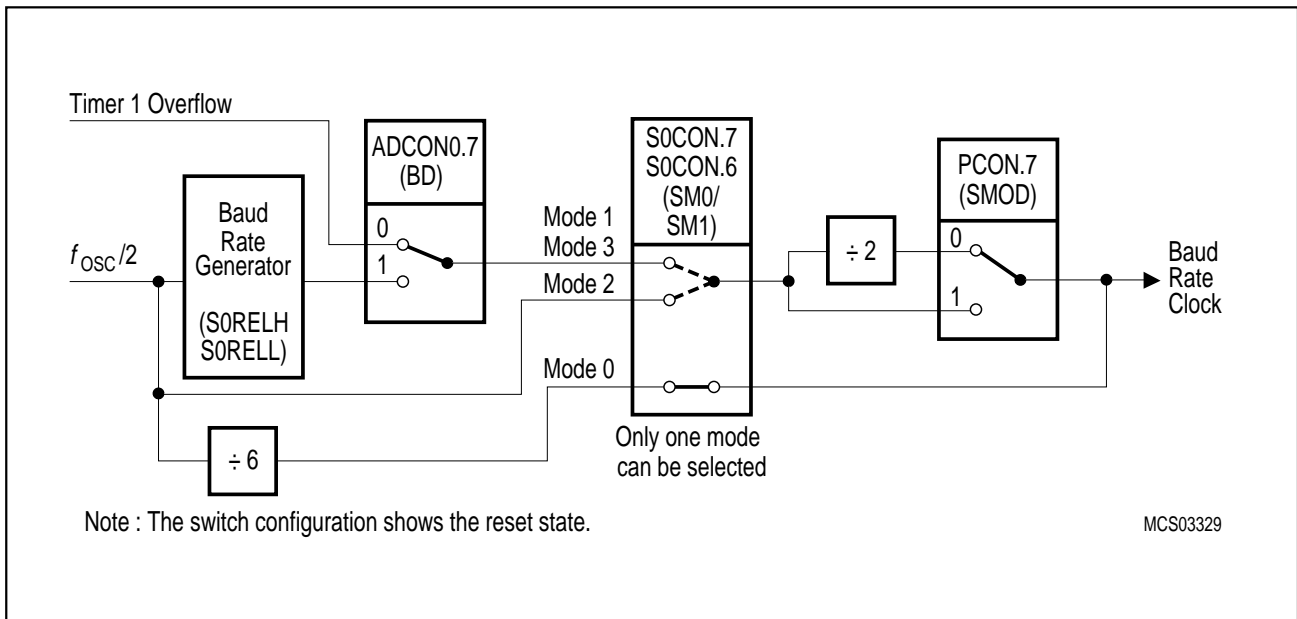 Timer 1 Overflow
ADCON0.7
(BD)
0
1
Baud
Rate
Generator
(S0RELH
S0RELL)
f OSC/2
÷ 6
Mode 1
Mode 3
Mode 2
Mode 0
S0CON.7
S0CON.6
(SM0/
SM1)
Only one mode
can be selected
÷ 2
PCON.7
(SMOD)
0
1
Baud
Rate
Clock
Note : The switch configuration shows the reset state.
MCS03329